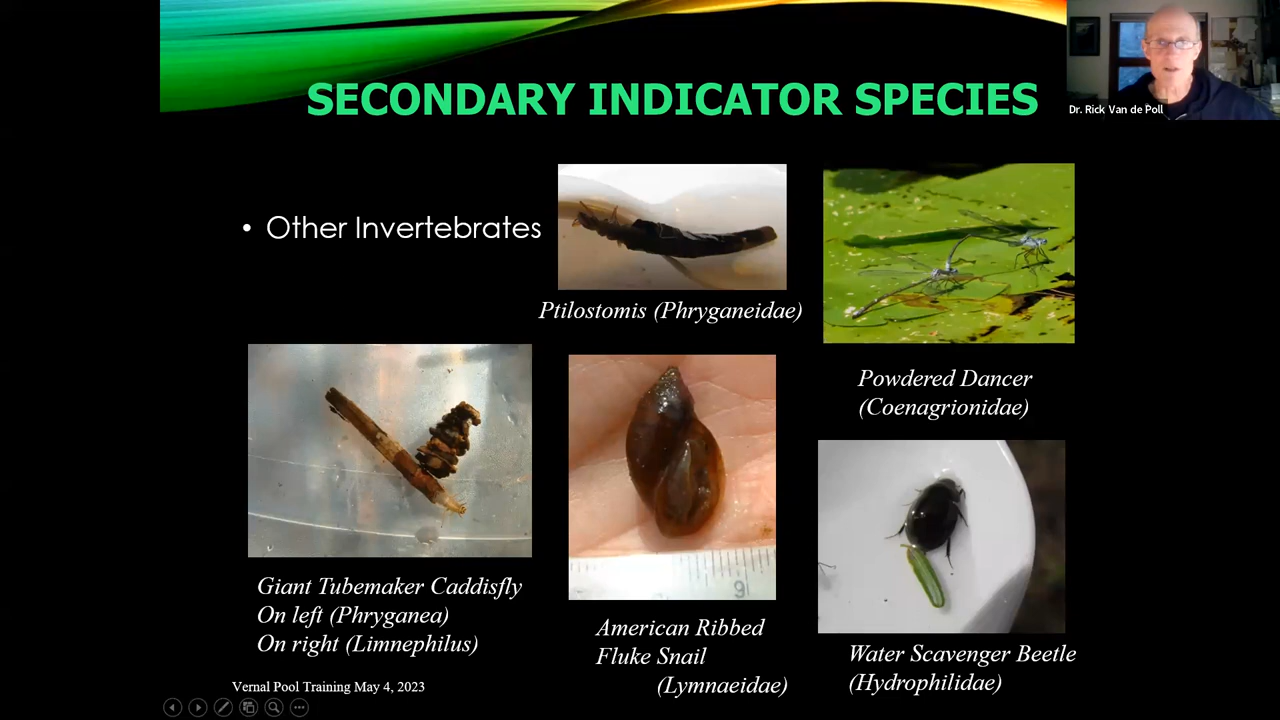 SECONDARY INDICATOR SPECIES
Dr. Rick Van de Poll
• Other Invertebrates
Ptilostomis (Phryganeidae)
Powdered Dancer
(Coenagrionidae)
Giant Tubemaker Caddisfly
On left (Phryganea)
On right (Limnephilus)
American Ribbed
Fluke Snail
(Lymnaeidae)
Water Scavenger Beetle
(Hydrophilidae)
Vernal Pool Training May 4, 2023